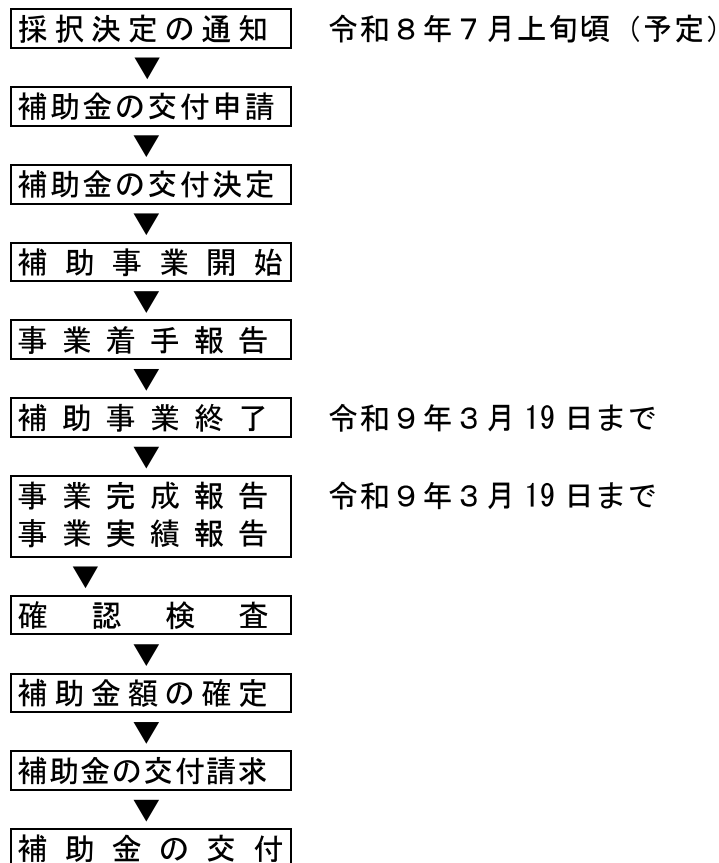 採択決定の通知　令和８年７月上旬頃（予定）
▼
補助金の交付申請
▼
補助金の交付決定
▼
補助事業開始
▼
事業着手報告
▼
補助事業終了　令和９年３月19日まで
▼
事業完成報告　令和９年３月19日まで
事業実績報告
▼
確認検査
▼
補助金額の確定
▼
補助金の交付請求
▼
補助金の交付